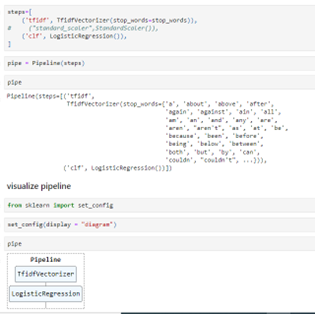 steps=[
('tfidf', TfidfVectorizer(stop_words=stop_words)),
# ("standard_scaler",StandardScaler()),
('clf', LogisticRegression()),
]
pipe = Pipeline(steps)
pipe
Pipeline(steps=[('tfidf',
TfidfVectorizer(stop_words={'a', 'about', 'above', 'after',
'again', 'against', 'ain', 'all',
'am', 'an', 'and', 'any', 'are',
'aren', "aren't", 'as', 'at', 'be',
'because', 'been', 'before',
'being', 'below', 'between',
'both', 'but', 'by', 'can',
'couldn', "couldn't", ...})),
('clf', LogisticRegression())])
visualize pipeline
from sklearn import set_config
set_config(display = "diagram")
pipe
Pipeline
TfidfVectorizer
LogisticRegression